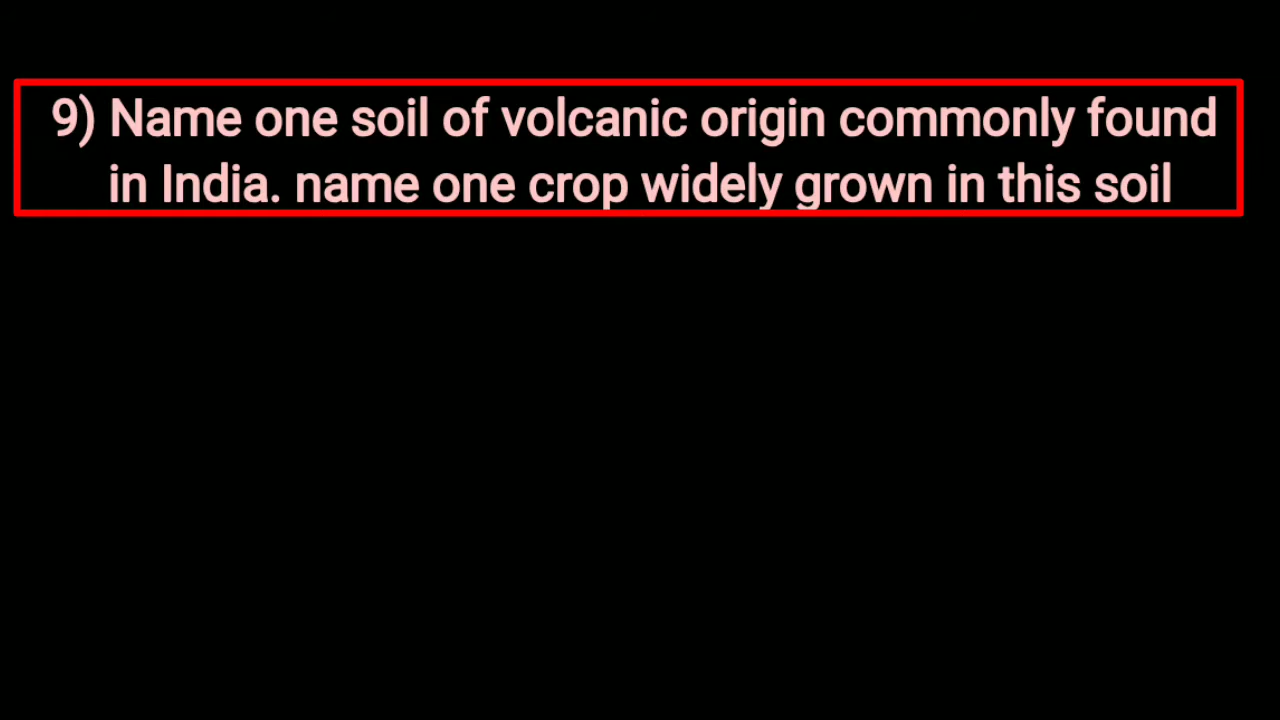 9) Name one soil of volcanic origin commonly found
in India. name one crop widely grown in this soil